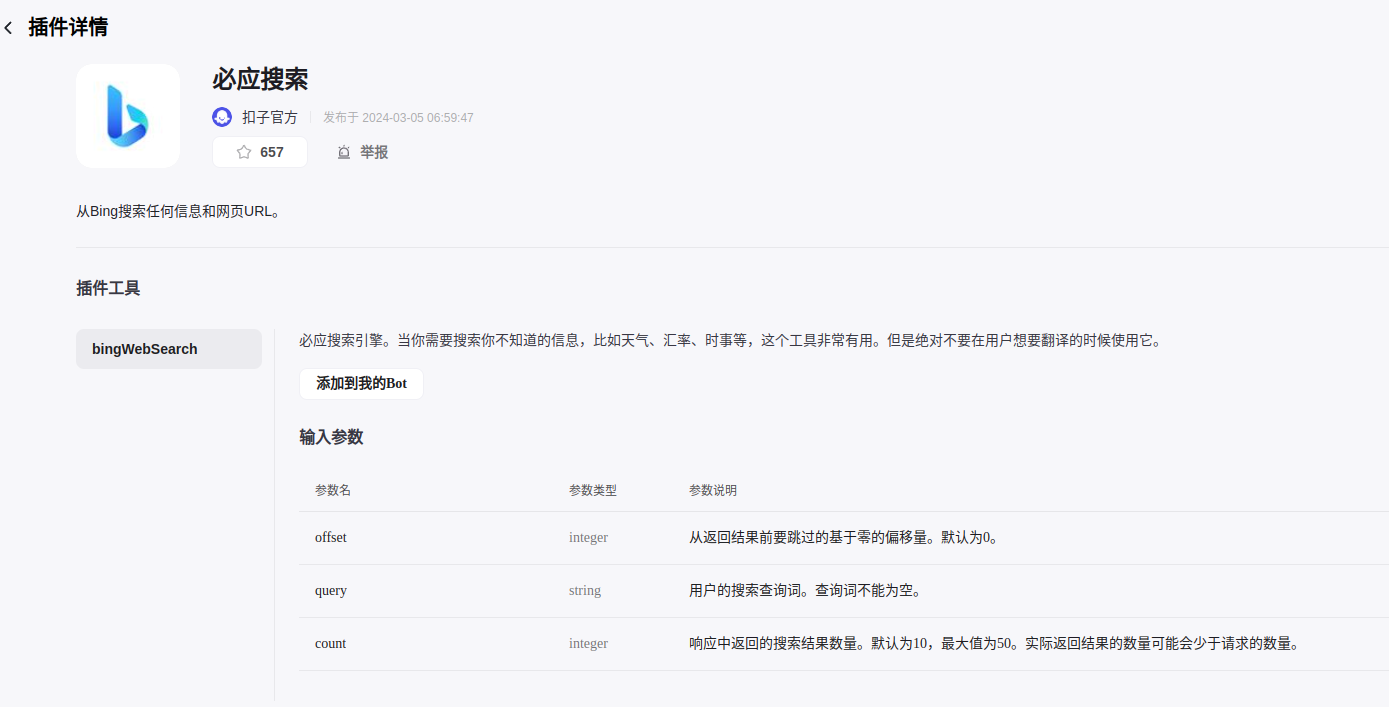 插件详情
必应搜索
扣子官方 发布于 2024-03-05 06:59:47
657 举报
从Bing搜索任何信息和网页URL。
插件工具
bingWebSearch
必应搜索引擎。当你需要搜索你不知道的信息，比如天气、汇率、时事等，这个工具非常有用。但是绝对不要在用户想要翻译的时候使用它。
添加到我的Bot
输入参数
参数名 参数类型 参数说明
offset integer 从返回结果前要跳过的基于零的偏移量。默认为0。
query string 用户的搜索查询词。查询词不能为空。
count integer 响应中返回的搜索结果数量。默认为10，最大值为50。实际返回结果的数量可能会少于请求的数量。